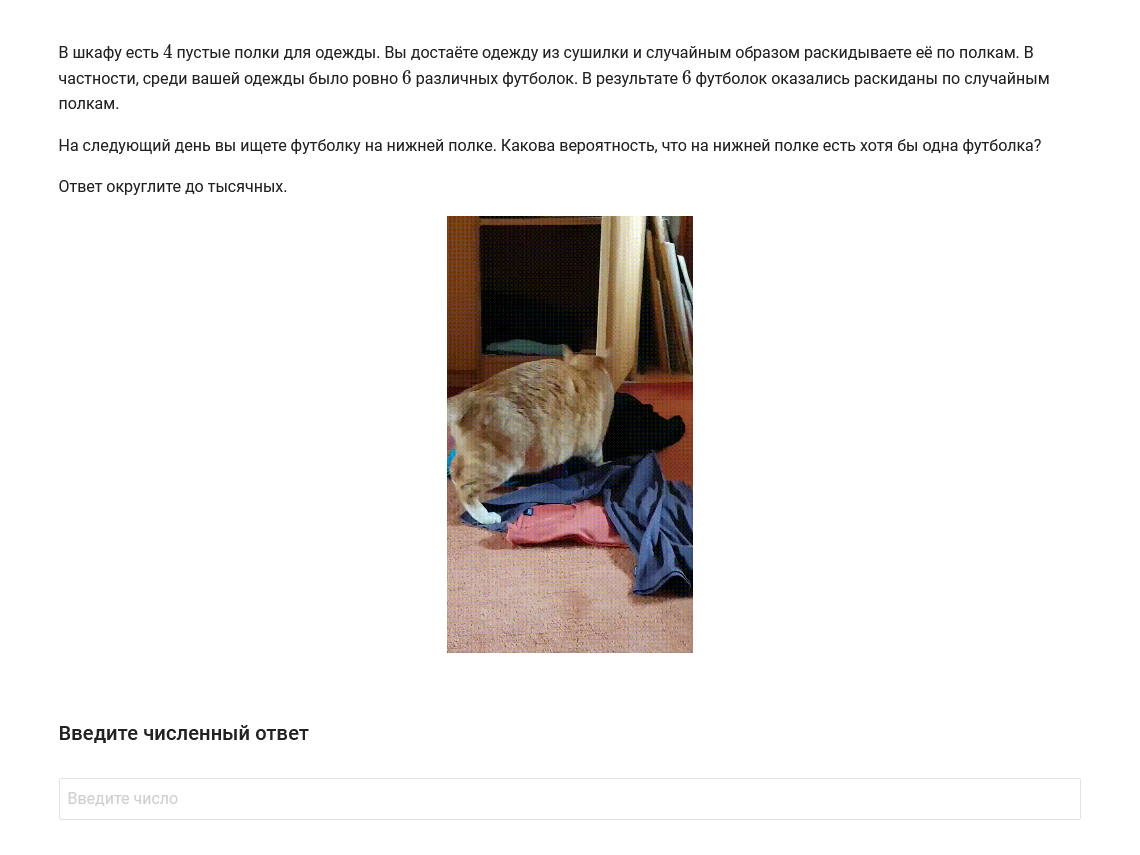 В шкафу есть 4 пустые полки для одежды. Вы достаёте одежду из сушилки и случайным образом раскидываете её по полкам. В
частности, среди вашей одежды было ровно 6 различных футболок. В результате 6 футболок оказались раскиданы по случайным
полкам.
На следующий день вы ищете футболку на нижней полке. Какова вероятность, что на нижней полке есть хотя бы одна футболка?
Ответ округлите до тысячных.
Введите численный ответ
Введите число